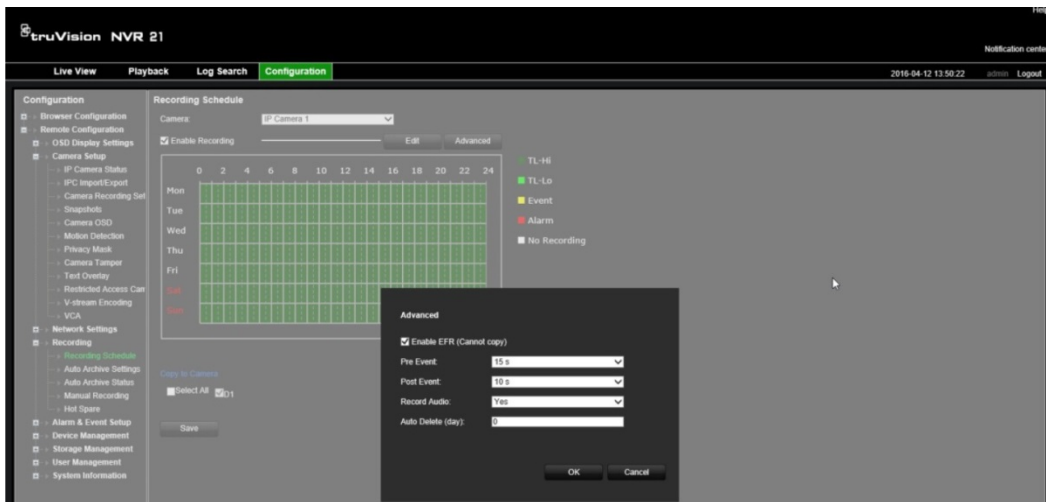 Help
truVision NVR 21
Notification cente
Live View Playback Log Search Configuration
2016-04-12 13:50:22 admin Logout
Configuration
Browser Configuration
Remote Configuration
OSD Display Settings
Camera Setup
IP Camera Status
IPC Import/Export
Camera Recording Set
Snapshots
Camera OSD
Motion Detection
Privacy Mask
Camera Tamper
Text Overlay
Restricted Access Cam
V-stream Encoding
VCA
Network Settings
Recording
Recording Schedule
Auto Archive Settings
Auto Archive Status
Manual Recording
Hot Spare
Alarm & Event Setup
Device Management
Storage Management
User Management
System Information
Recording Schedule
Camera: IP Camera 1
Enable Recording Edit Advanced
0 2 4 6 8 10 12 14 16 18 20 22 24
Mon
Tue
Wed
Thu
Fri
Sat
Sun
TL-Hi
TL-Lo
Event
Alarm
No Recording
Copy to Camera
Select All D1
Save
Advanced
Enable EFR (Cannot copy)
Pre Event: 15 s
Post Event: 10 s
Record Audio: Yes
Auto Delete (day): 0
OK Cancel